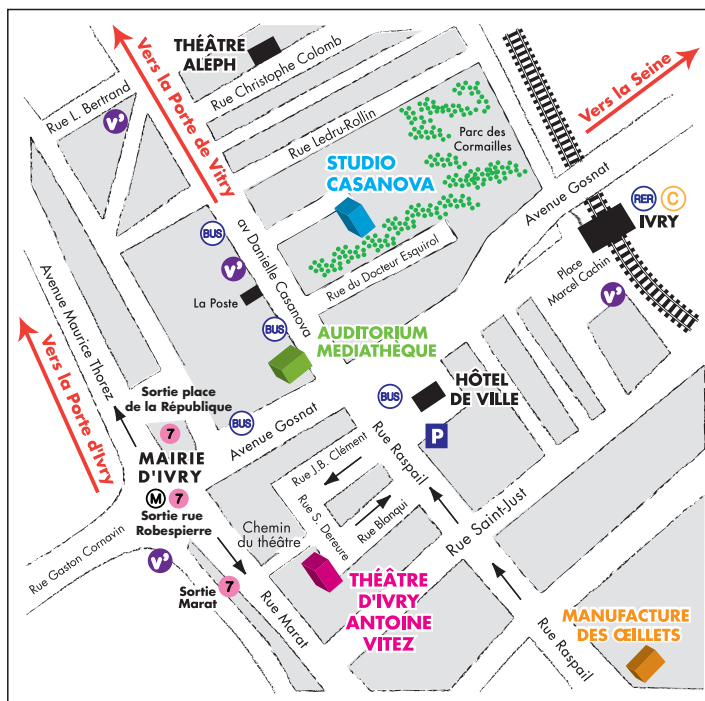 THÉÂTRE
ALÉPH
Rue Christophe Colomb
Vers la Porte de Vitry
Vers la Seine
Rue L. Bertrand
v'
Rue Ledru-Rollin
Parc des
Cormailles
STUDIO
CASANOVA
Avenue Gosnat
RER C
IVRY
BUS
av Danielle Casanova
v'
La Poste
Rue du Docteur Esquirol
Place
Marcel Cachin
v'
Avenue Maurice Thorez
Vers la Porte d'Ivry
BUS
AUDITORIUM
MEDIATHÈQUE
Sortie place
de la République
7
BUS
Avenue Gosnat
BUS
HÔTEL
DE VILLE
P
MAIRIE
D'IVRY
M 7
Sortie rue
Robespierre
Rue J.B. Clément
Rue Raspail
Rue S. Dereure
Rue Blanqui
Rue Saint-Just
Chemin
du théâtre
Rue Gaston Cornavin
v'
Sortie
Marat
7
Rue Marat
THÉÂTRE
D'IVRY
ANTOINE
VITEZ
MANUFACTURE
DES ŒILLETS
Rue Raspail